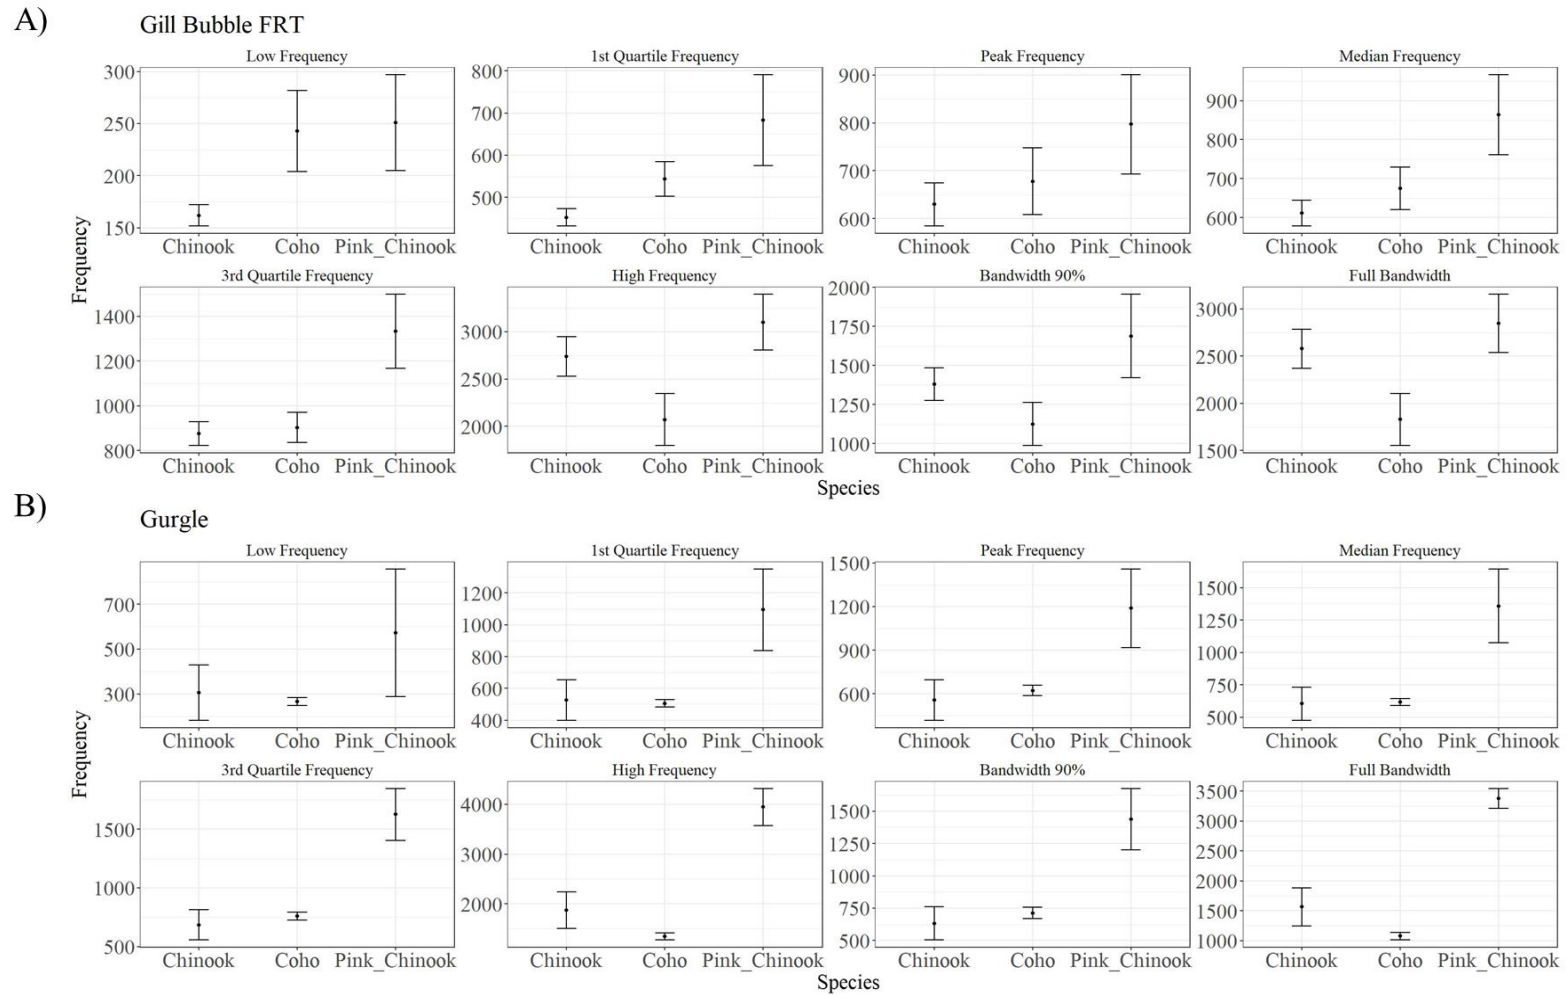 A)
Gill Bubble FRT
Low Frequency
300
250
200
150
Chinook Coho Pink_Chinook
1st Quartile Frequency
800
700
600
500
Chinook Coho Pink_Chinook
Peak Frequency
900
800
700
600
Chinook Coho Pink_Chinook
Median Frequency
900
800
700
600
Chinook Coho Pink_Chinook
Frequency
3rd Quartile Frequency
1400
1200
1000
800
Chinook Coho Pink_Chinook
High Frequency
3000
2500
2000
Chinook Coho Pink_Chinook
Bandwidth 90%
2000
1750
1500
1250
1000
Chinook Coho Pink_Chinook
Full Bandwidth
3000
2500
2000
1500
Chinook Coho Pink_Chinook
Species
B)
Gurgle
Low Frequency
700
500
300
Chinook Coho Pink_Chinook
1st Quartile Frequency
1200
1000
800
600
400
Chinook Coho Pink_Chinook
Peak Frequency
1500
1200
900
600
Chinook Coho Pink_Chinook
Median Frequency
1500
1250
1000
750
500
Chinook Coho Pink_Chinook
Frequency
3rd Quartile Frequency
1500
1000
500
Chinook Coho Pink_Chinook
High Frequency
4000
3000
2000
Chinook Coho Pink_Chinook
Bandwidth 90%
1500
1250
1000
750
500
Chinook Coho Pink_Chinook
Full Bandwidth
3500
3000
2500
2000
1500
1000
Chinook Coho Pink_Chinook
Species